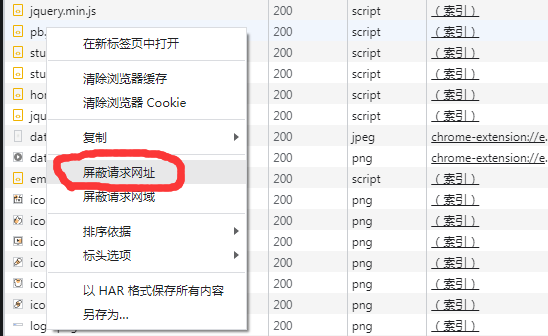 jquery.min.js 200 script （索引）
pb. 200 script （索引）
stu 200 script （索引）
stu 200 script （索引）
hor 200 script （索引）
jqu 200 script （索引）
dat 200 jpeg chrome-extension://e.
dat 200 png chrome-extension://e.
em 200 script （索引）
ico 200 png （索引）
ico 200 png （索引）
ico 200 png （索引）
ico 200 png （索引）
ico 200 png （索引）
ico 200 png （索引）
200 png （索引）
在新标签页中打开
清除浏览器缓存
清除浏览器 Cookie
复制
屏蔽请求网址
屏蔽请求网域
排序依据
标头选项
以 HAR 格式保存所有内容
另存为...